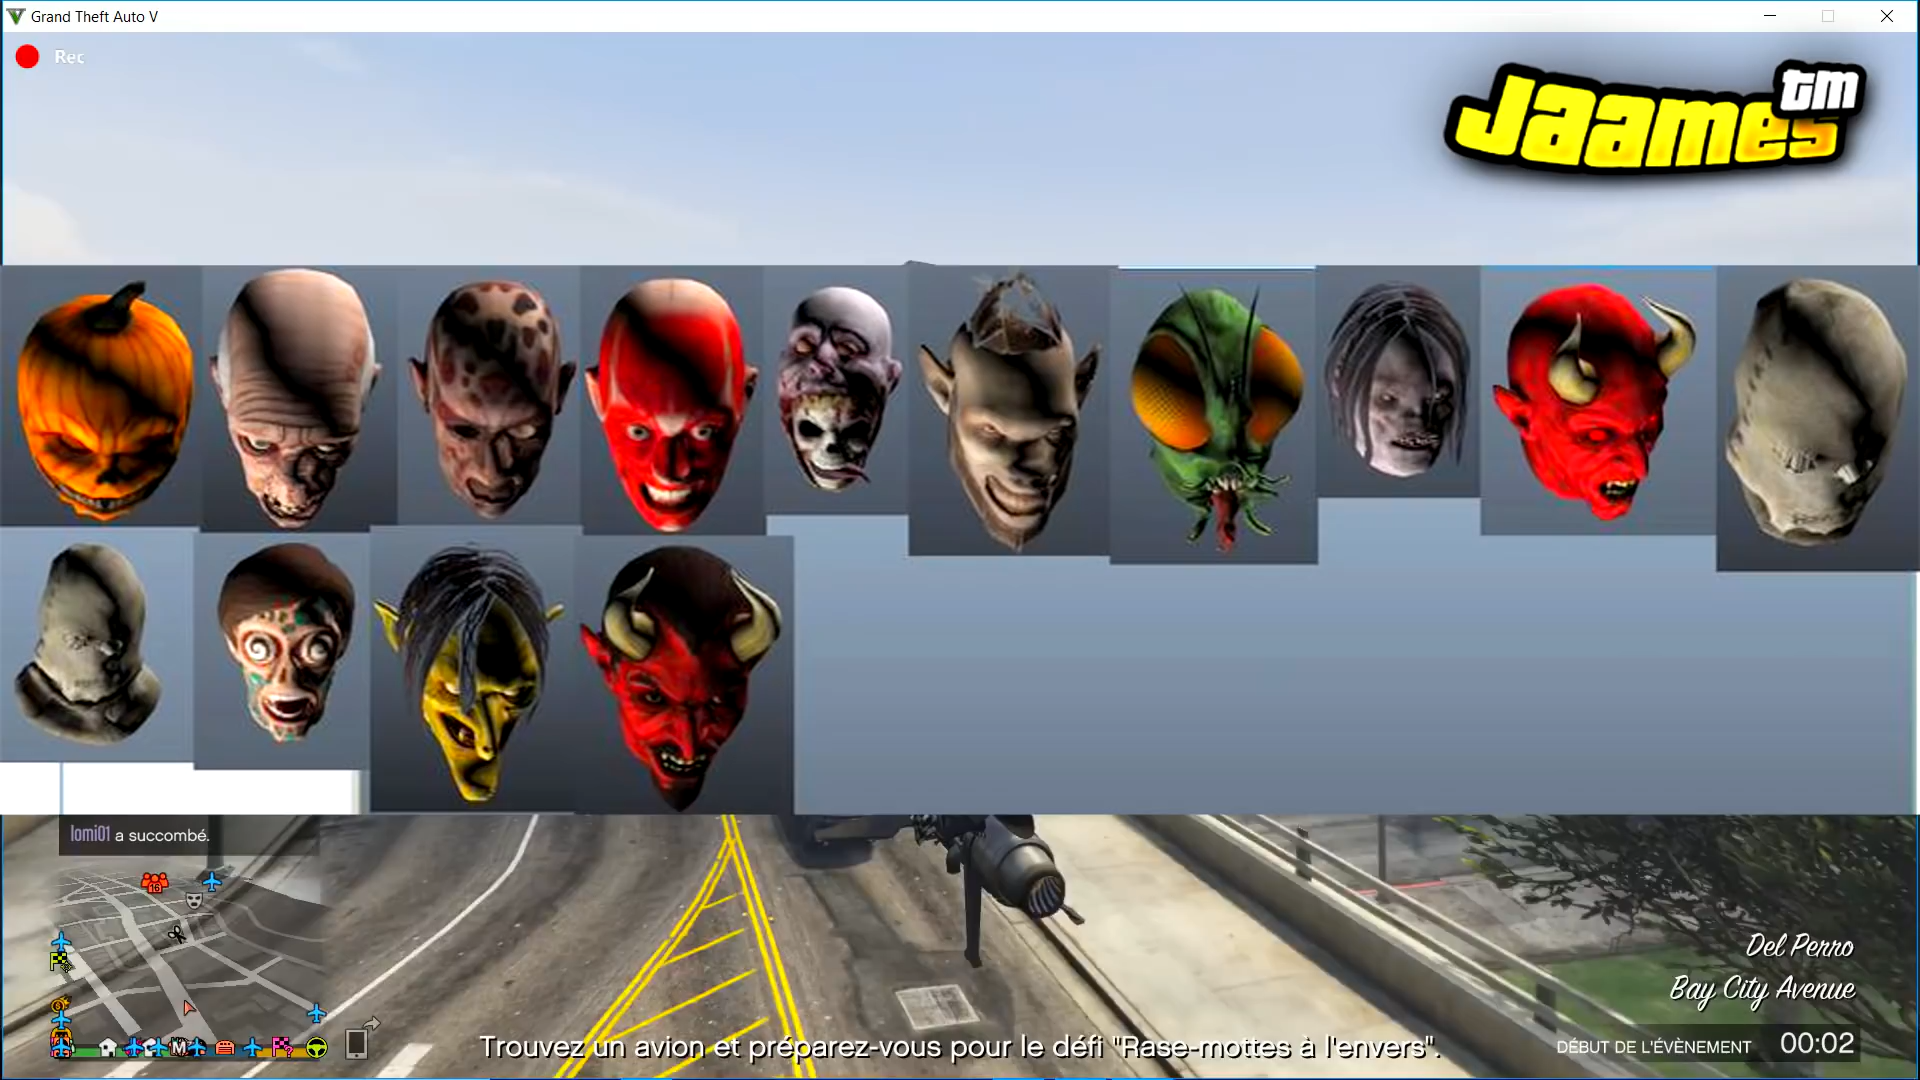 Grand Theft Auto V
Rec
Jaames tm
lomi01 a succombé.
16
M
Del Perro
Bay City Avenue
Trouvez un avion et préparez-vous pour le défi "Rase-mottes à l'envers".
DÉBUT DE L'ÉVÈNEMENT 00:02